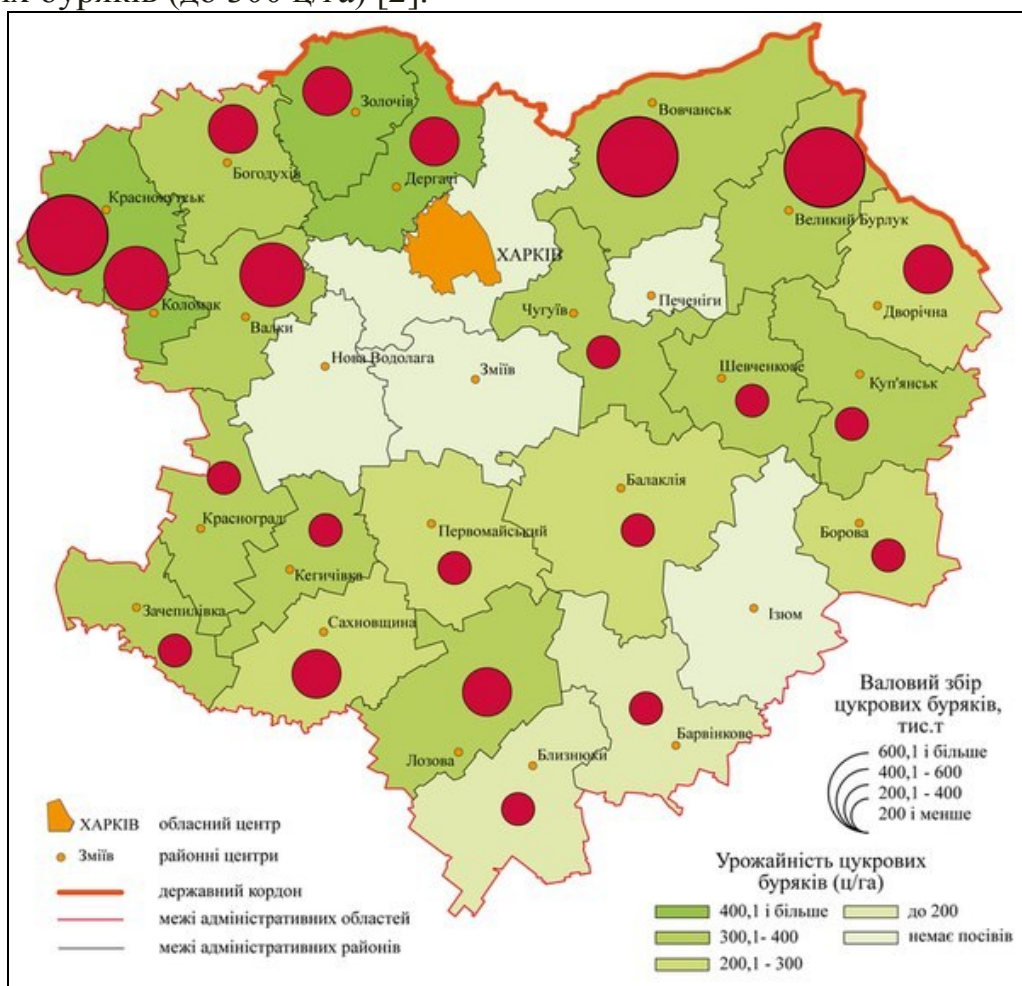 их буряків (до 300 ц/га) [2].
Золочів
Вовчанськ
Богодухів
Дергачі
Краснокутськ
Великий Бурлук
ХАРКІВ
Печеніги
Коломак
Чугуїв
Дворічна
Валки
Нова Водолага
Зміїв
Шевченкове
Куп'янськ
Балаклія
Красноград
Первомайський
Борова
Кегичівка
Зачепилівка
Сахновщина
Ізюм
Барвінкове
Лозова
Близнюки
Валовий збір
цукрових буряків,
тис.т
600,1 і більше
400,1 - 600
200,1 - 400
200 і менше
ХАРКІВ обласний центр
Зміїв районні центри
державний кордон
межі адміністративних областей
межі адміністративних районів
Урожайність цукрових
буряків (ц/га)
400,1 і більше до 200
300,1- 400 немає посівів
200,1 - 300